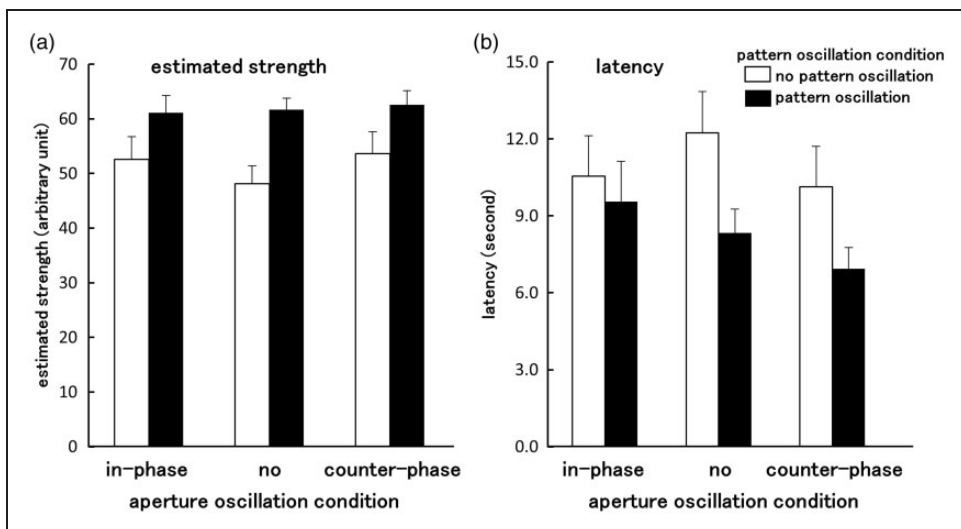 (a)
estimated strength
estimated strength (arbitrary unit)
70
60
50
40
30
20
10
0
in-phase
no
counter-phase
aperture oscillation condition
(b)
latency
pattern oscillation condition
no pattern oscillation
pattern oscillation
latency (second)
15.0
12.0
9.0
6.0
3.0
0.0
in-phase
no
counter-phase
aperture oscillation condition